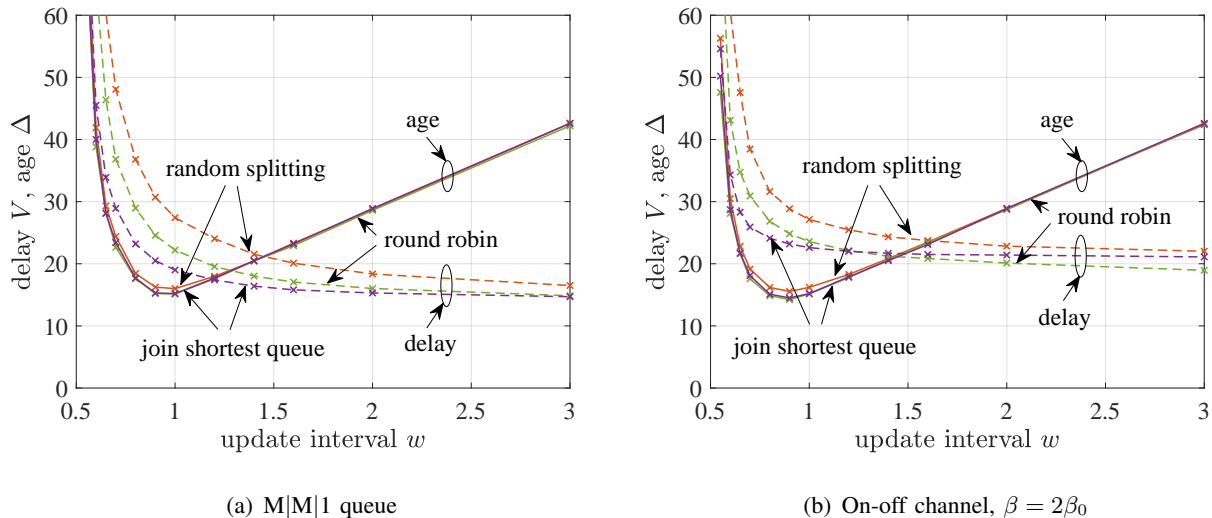 60
50
40
30
20
10
0
delay V, age Δ
age
random splitting
round robin
join shortest queue
delay
0.5 1 1.5 2 2.5 3
update interval w
(a) M|M|1 queue
60
50
40
30
20
10
0
delay V, age Δ
age
random splitting
round robin
join shortest queue
delay
0.5 1 1.5 2 2.5 3
update interval w
(b) On-off channel, β = 2β₀